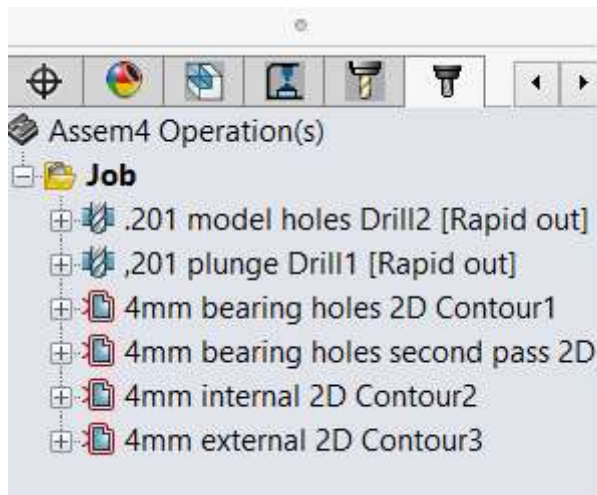 Assem4 Operation(s)
Job
.201 model holes Drill2 [Rapid out]
,201 plunge Drill1 [Rapid out]
4mm bearing holes 2D Contour1
4mm bearing holes second pass 2D
4mm internal 2D Contour2
4mm external 2D Contour3